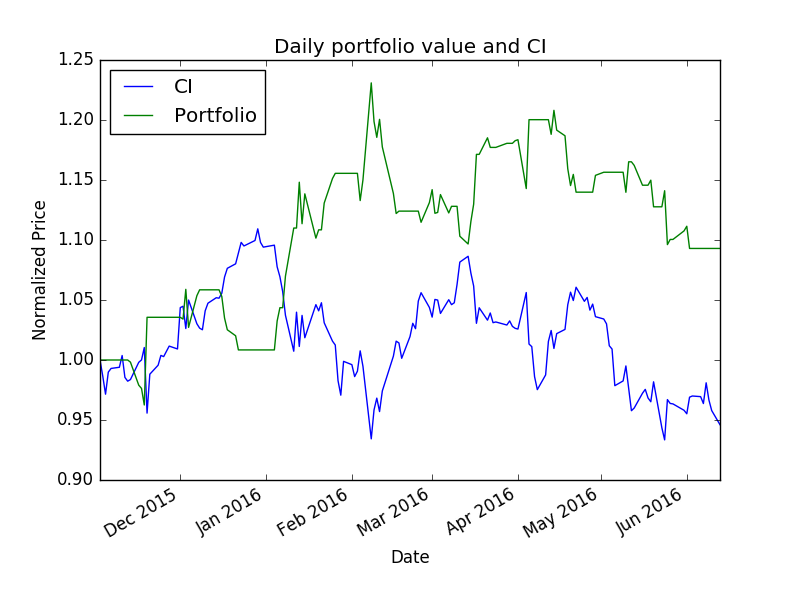 Daily portfolio value and CI
CI
Portfolio
1.25
1.20
1.15
1.10
1.05
1.00
0.95
0.90
Normalized Price
Dec 2015
Jan 2016
Feb 2016
Mar 2016
Apr 2016
May 2016
Jun 2016
Date